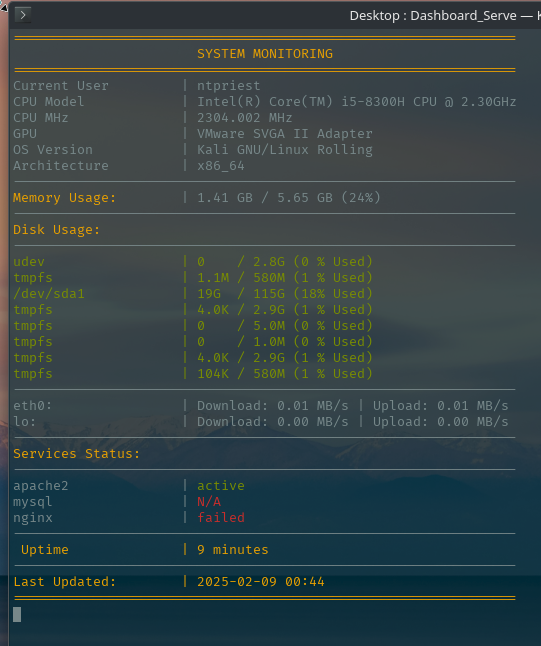 Desktop : Dashboard_Serve — K
SYSTEM MONITORING
Current User | ntpriest
CPU Model | Intel(R) Core(TM) i5-8300H CPU @ 2.30GHz
CPU MHz | 2304.002 MHz
GPU | VMware SVGA II Adapter
OS Version | Kali GNU/Linux Rolling
Architecture | x86_64
Memory Usage: | 1.41 GB / 5.65 GB (24%)
Disk Usage:
udev | 0 / 2.8G (0 % Used)
tmpfs | 1.1M / 580M (1 % Used)
/dev/sda1 | 19G / 115G (18% Used)
tmpfs | 4.0K / 2.9G (1 % Used)
tmpfs | 0 / 5.0M (0 % Used)
tmpfs | 0 / 1.0M (0 % Used)
tmpfs | 4.0K / 2.9G (1 % Used)
tmpfs | 104K / 580M (1 % Used)
eth0: | Download: 0.01 MB/s | Upload: 0.01 MB/s
lo: | Download: 0.00 MB/s | Upload: 0.00 MB/s
Services Status:
apache2 | active
mysql | N/A
nginx | failed
Uptime | 9 minutes
Last Updated: | 2025-02-09 00:44